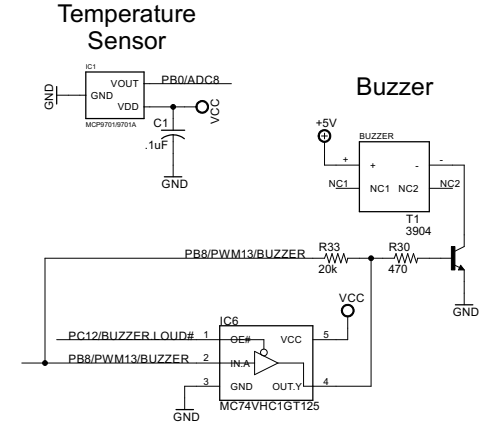 Temperature
Sensor
IC1
VOUT
PB0/ADC8
GND
GND
VDD
VCC
MCP9701/9701A
C1
.1uF
GND
Buzzer
+5V
BUZZER
+
+
-
-
NC1
NC1
NC2
NC2
T1
3904
PB8/PWM13/BUZZER
R33
20k
R30
470
GND
VCC
IC6
PC12/BUZZER.LOUD#
1
OE#
VCC
5
PB8/PWM13/BUZZER
2
IN.A
3
GND
OUT.Y
4
GND
MC74VHC1GT125